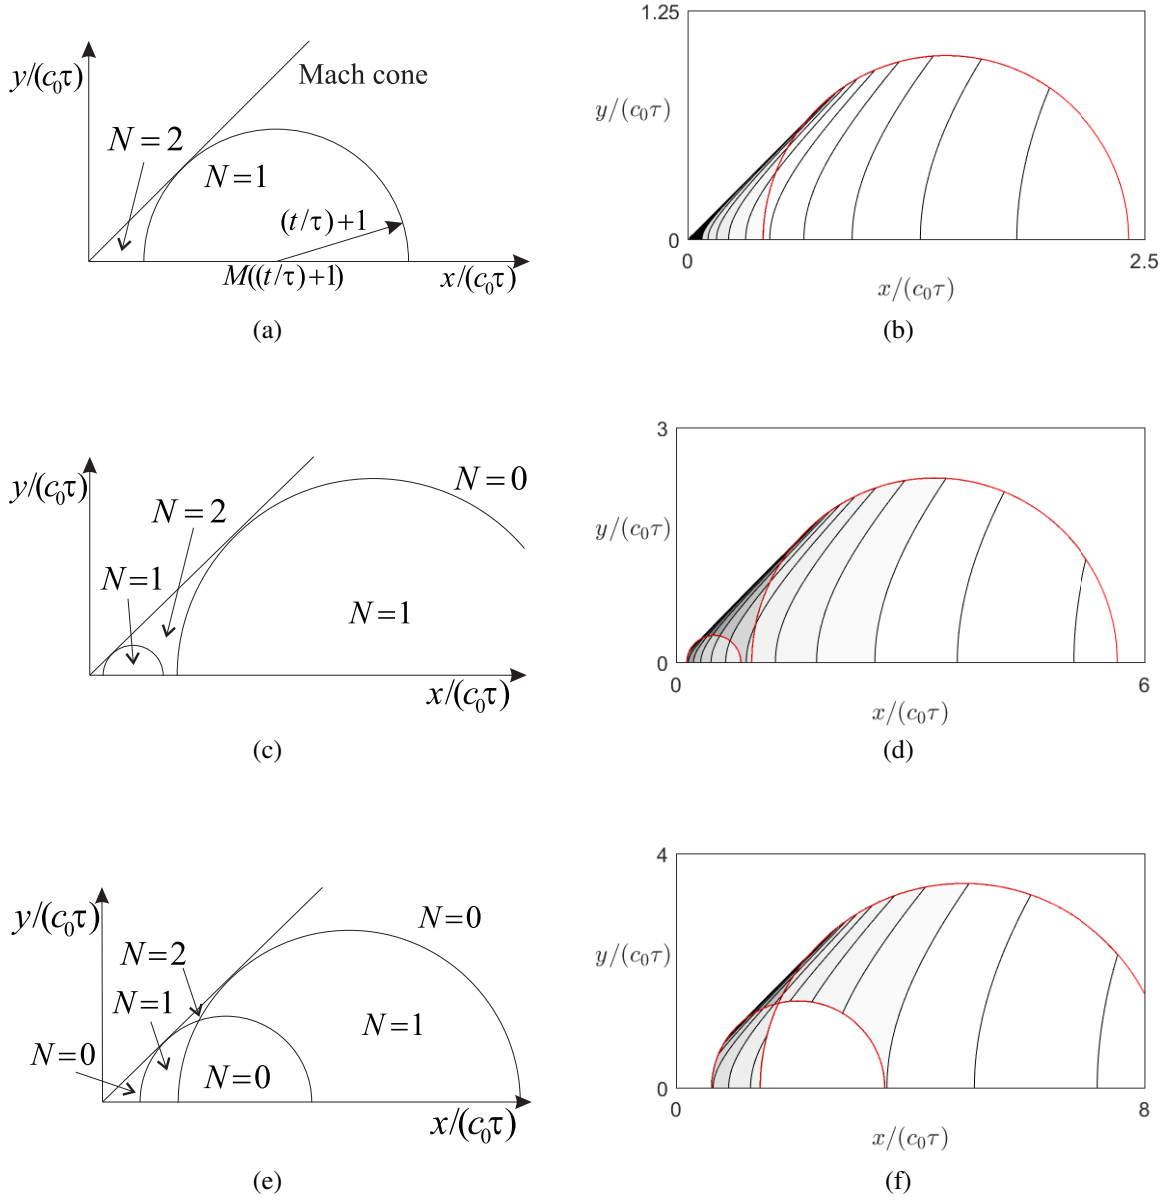 y/(c₀τ)
Mach cone
N=2
N=1
(t/τ)+1
M((t/τ)+1)
x/(c₀τ)
(a)
1.25
y/(c₀τ)
0
0
2.5
x/(c₀τ)
(b)
y/(c₀τ)
N=0
N=2
N=1
N=1
x/(c₀τ)
(c)
3
y/(c₀τ)
0
0
6
x/(c₀τ)
(d)
y/(c₀τ)
N=0
N=2
N=1
N=1
N=0
N=0
x/(c₀τ)
(e)
4
y/(c₀τ)
0
0
8
x/(c₀τ)
(f)